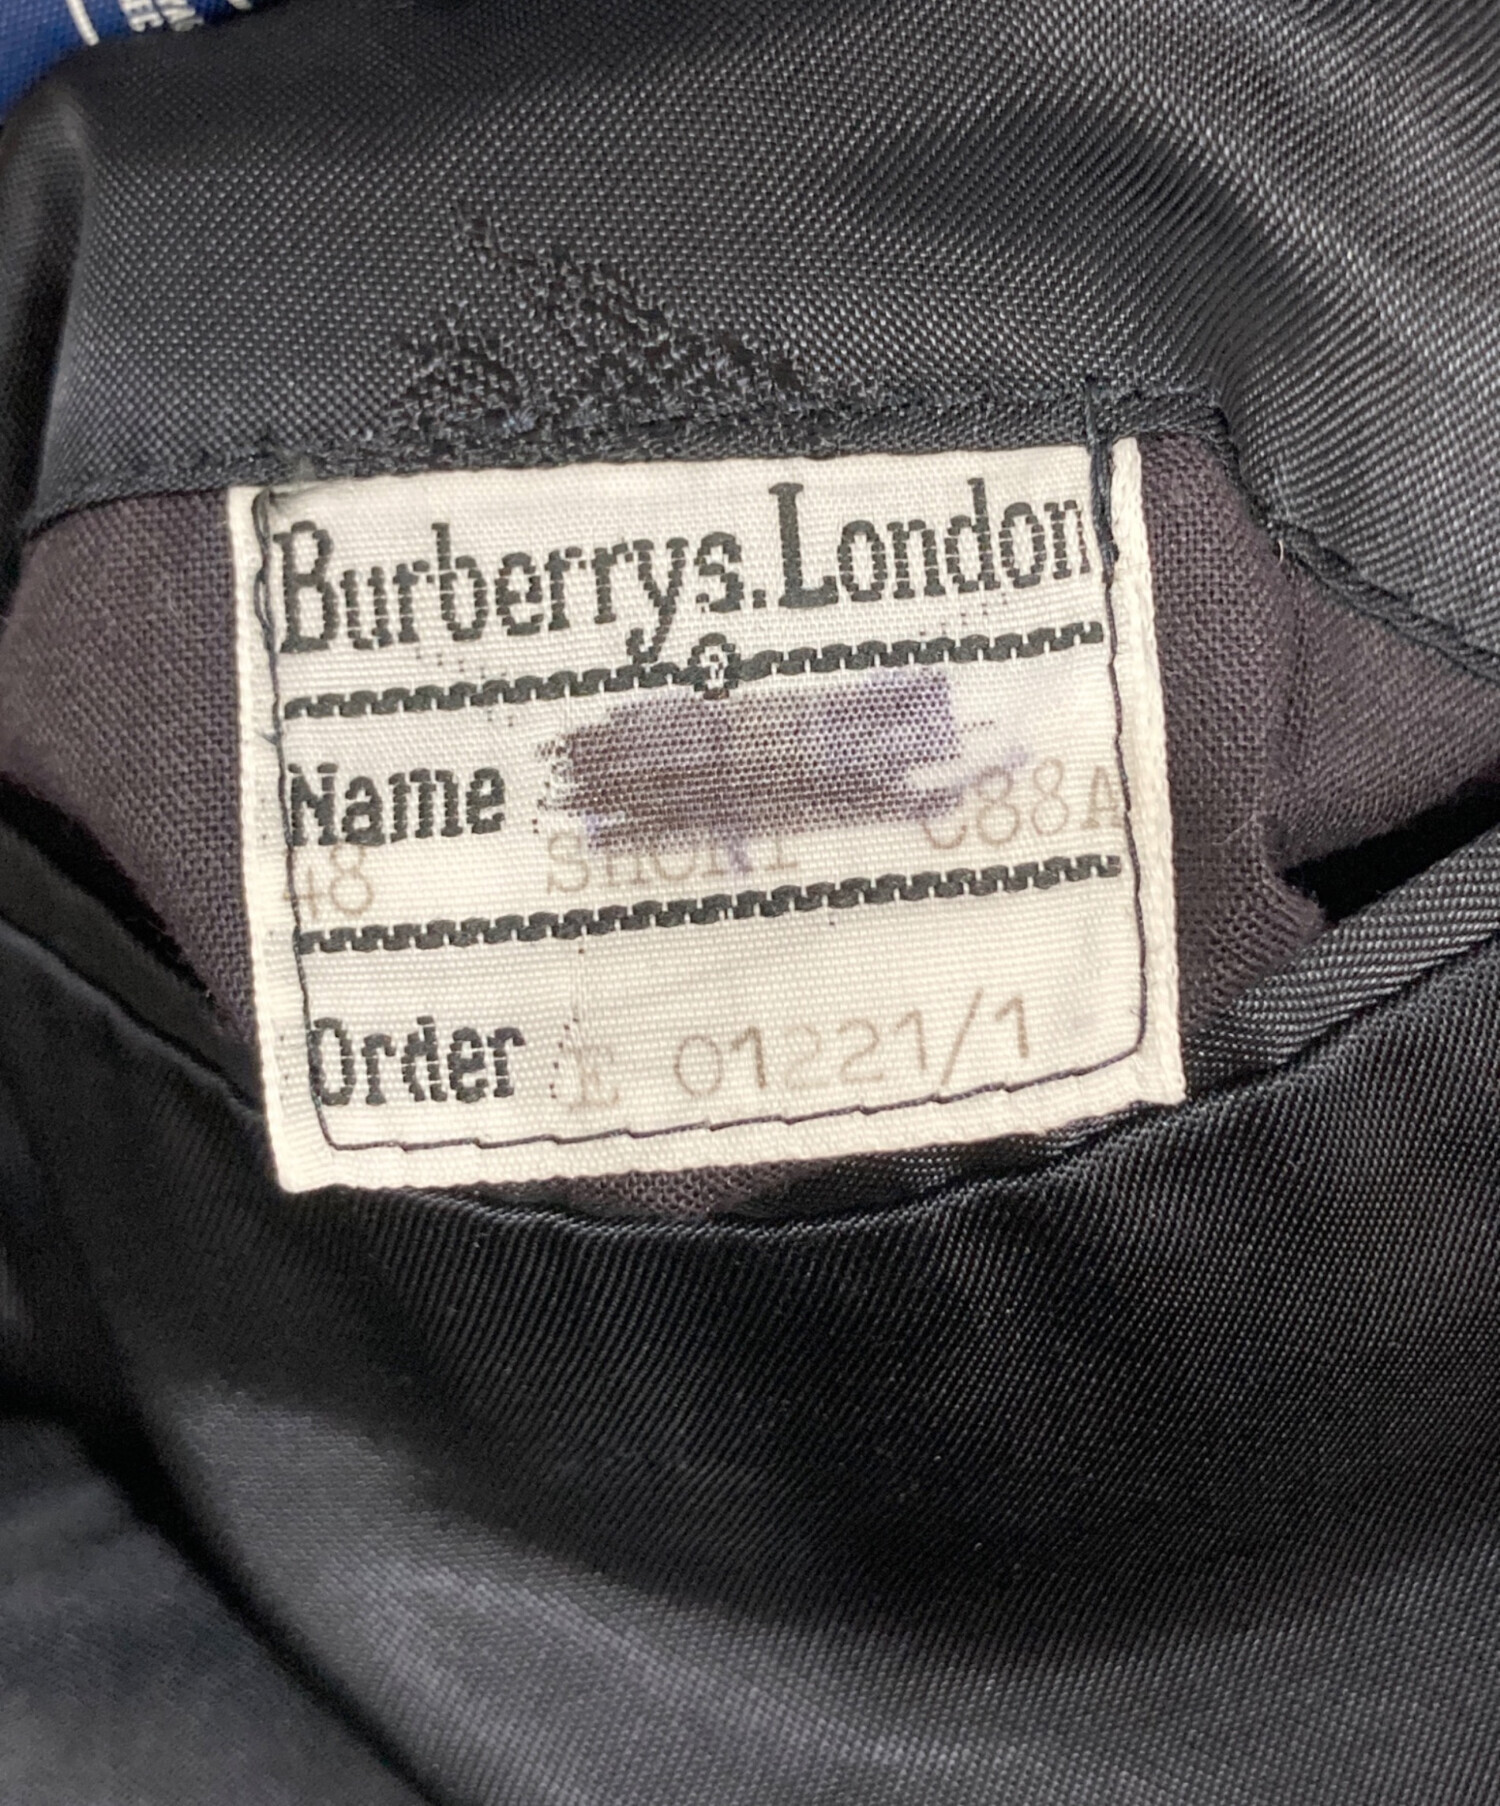 Burberrys.London
Name
48 SHORT C88A
Order E 01221/1